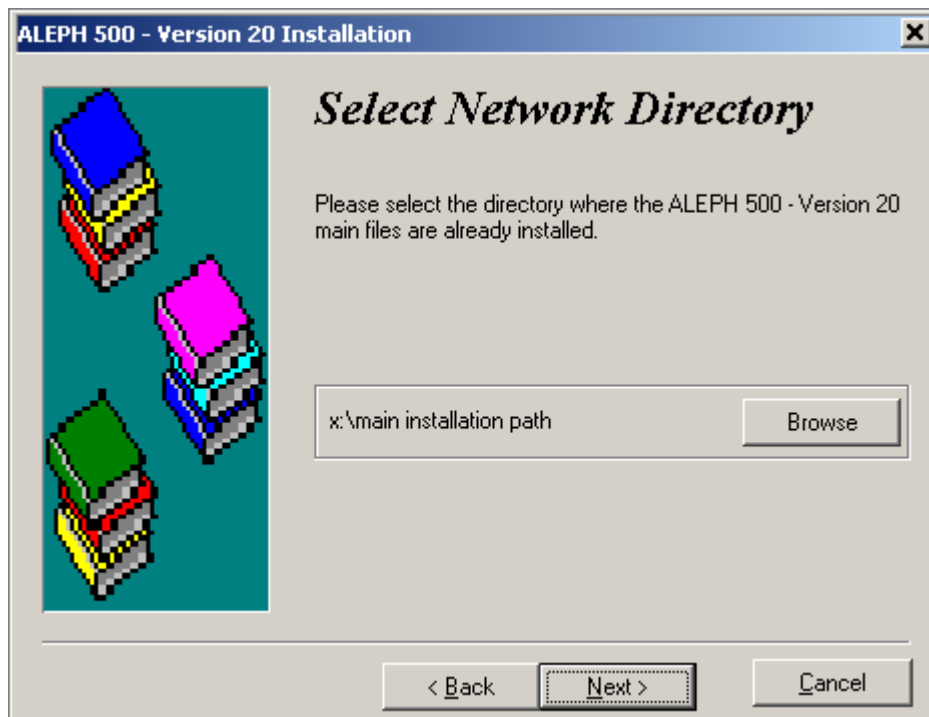 ALEPH 500 - Version 20 Installation
Select Network Directory
Please select the directory where the ALEPH 500 - Version 20
main files are already installed.
x:\main installation path
Browse
< Back
Next >
Cancel